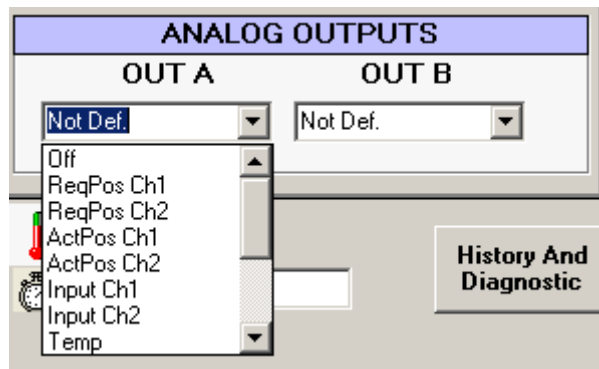 ANALOG OUTPUTS
OUT A OUT B
Not Def. Not Def.
Off
ReqPos Ch1
ReqPos Ch2
ActPos Ch1
ActPos Ch2
Input Ch1
Input Ch2
Temp
History And
Diagnostic